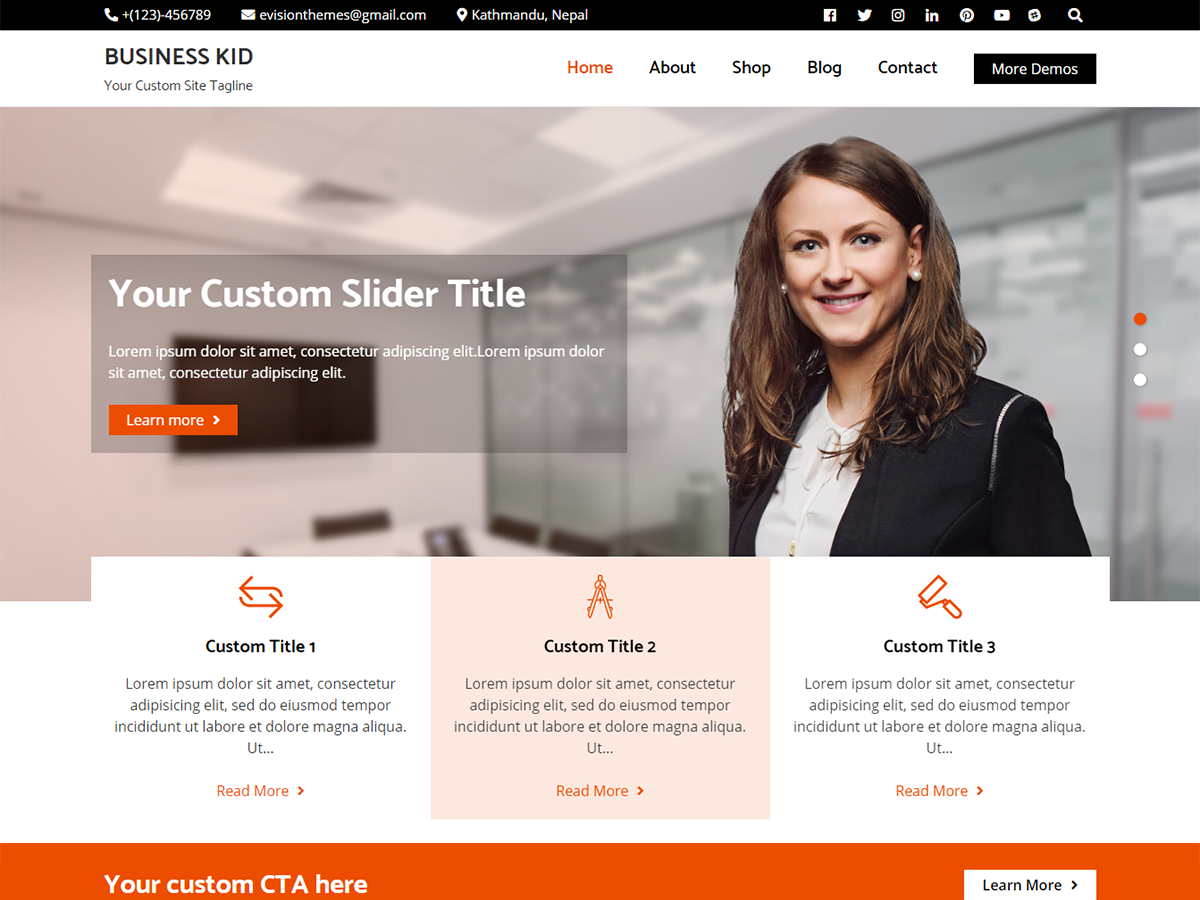 +(123)-456789 evisionthemes@gmail.com Kathmandu, Nepal
BUSINESS KID
Your Custom Site Tagline
Home About Shop Blog Contact More Demos
Your Custom Slider Title
Lorem ipsum dolor sit amet, consectetur adipiscing elit.Lorem ipsum dolor
sit amet, consectetur adipiscing elit.
Learn more
Custom Title 1
Lorem ipsum dolor sit amet, consectetur
adipisicing elit, sed do eiusmod tempor
incididunt ut labore et dolore magna aliqua.
Ut...
Read More
Custom Title 2
Lorem ipsum dolor sit amet, consectetur
adipisicing elit, sed do eiusmod tempor
incididunt ut labore et dolore magna aliqua.
Ut...
Read More
Custom Title 3
Lorem ipsum dolor sit amet, consectetur
adipisicing elit, sed do eiusmod tempor
incididunt ut labore et dolore magna aliqua.
Ut...
Read More
Your custom CTA here
Learn More